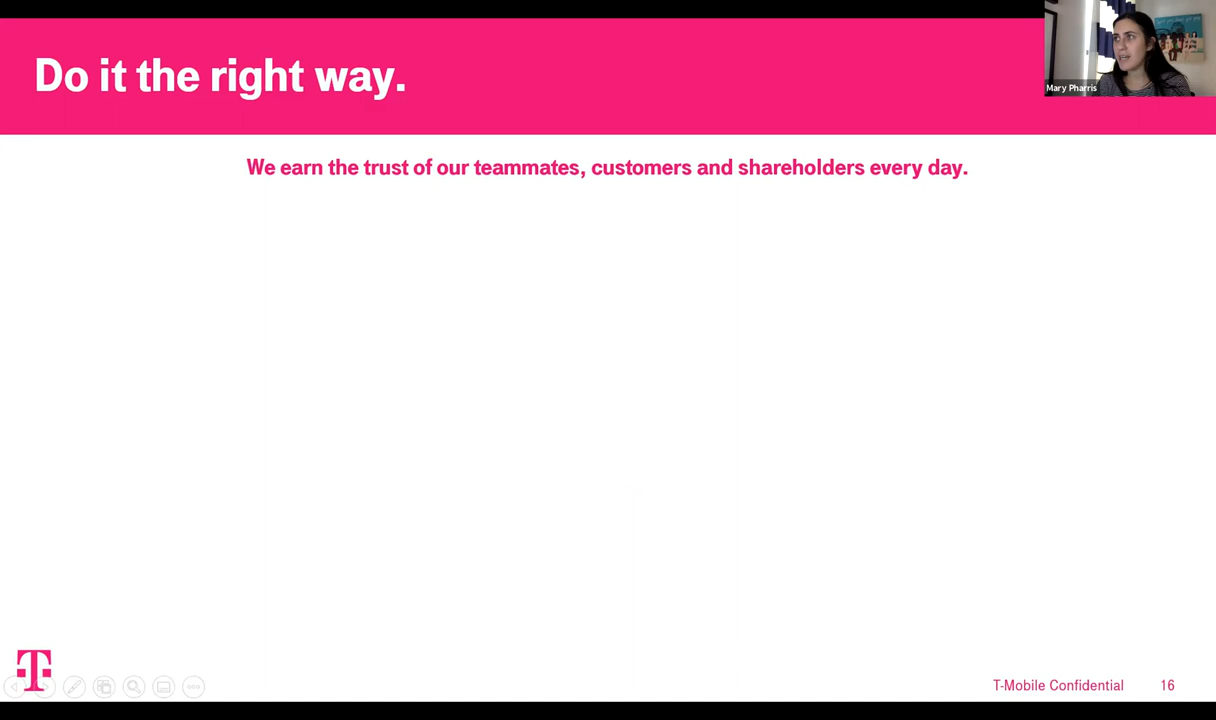 Do it the right way.
Mary Pharris
We earn the trust of our teammates, customers and shareholders every day.
T-Mobile Confidential 16